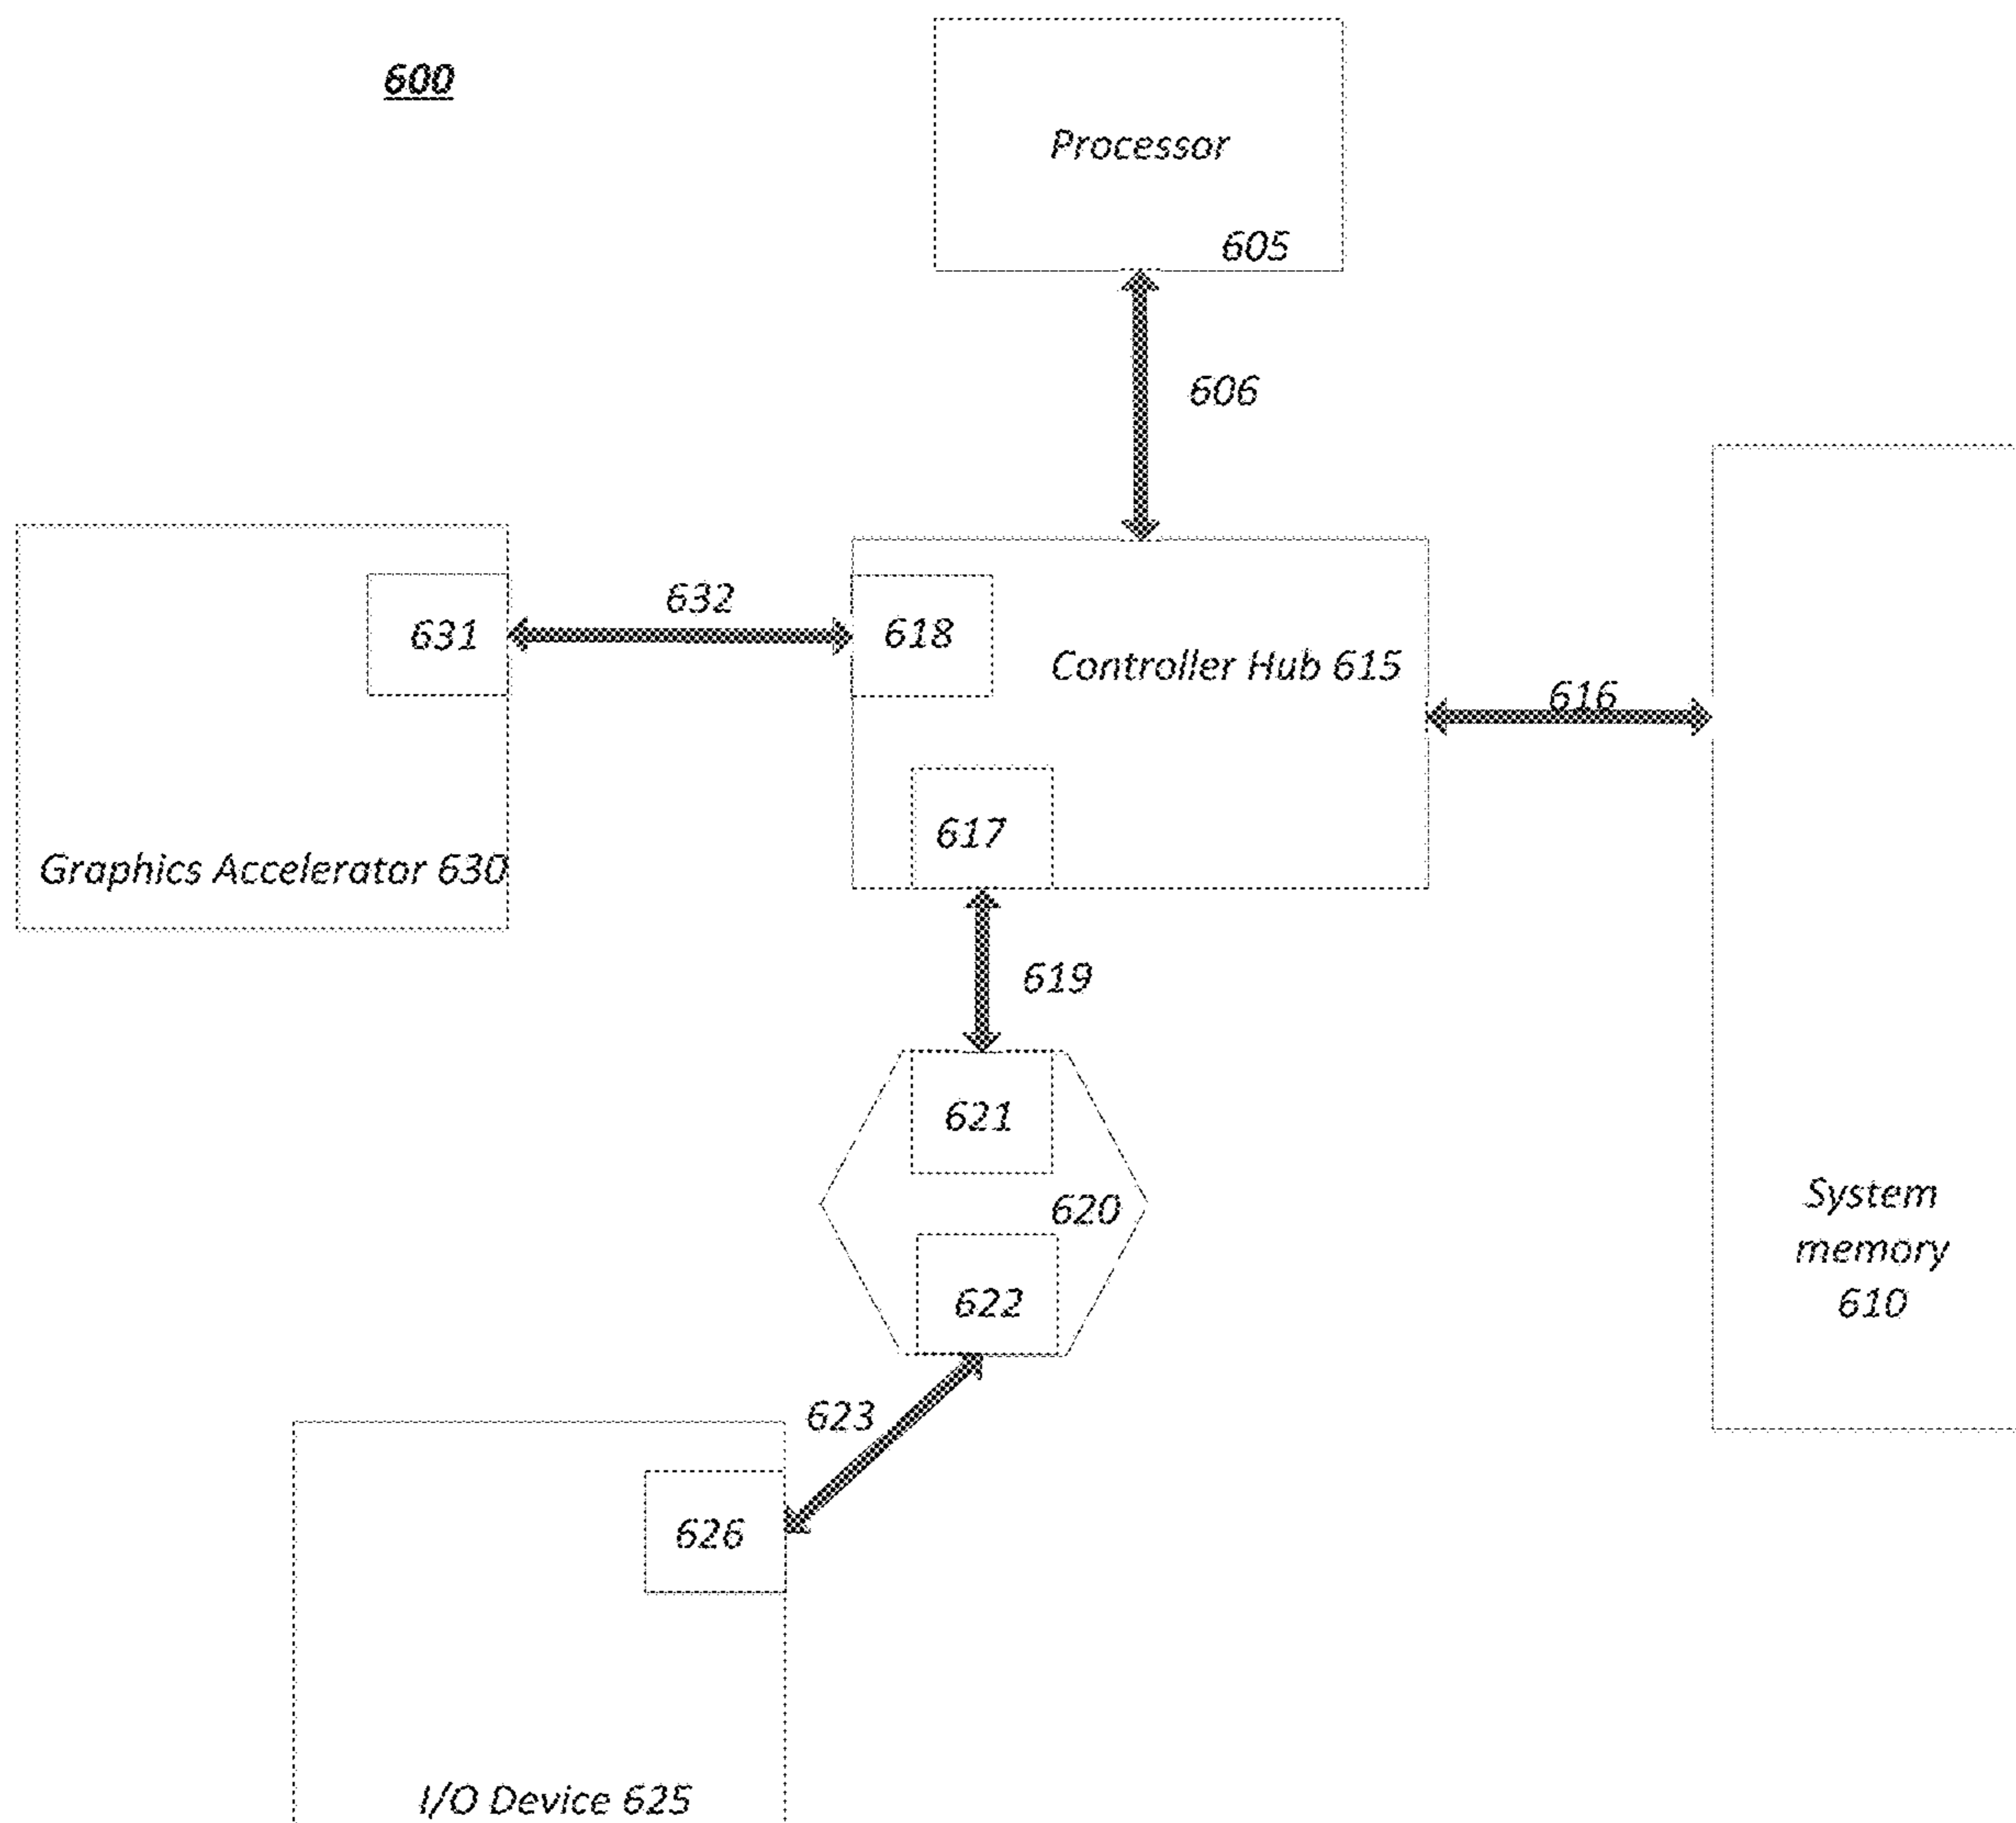 600
Processor
605
606
632
631
618
Controller Hub 615
616
617
Graphics Accelerator 630
619
621
620
System
memory
610
622
623
626
I/O Device 625